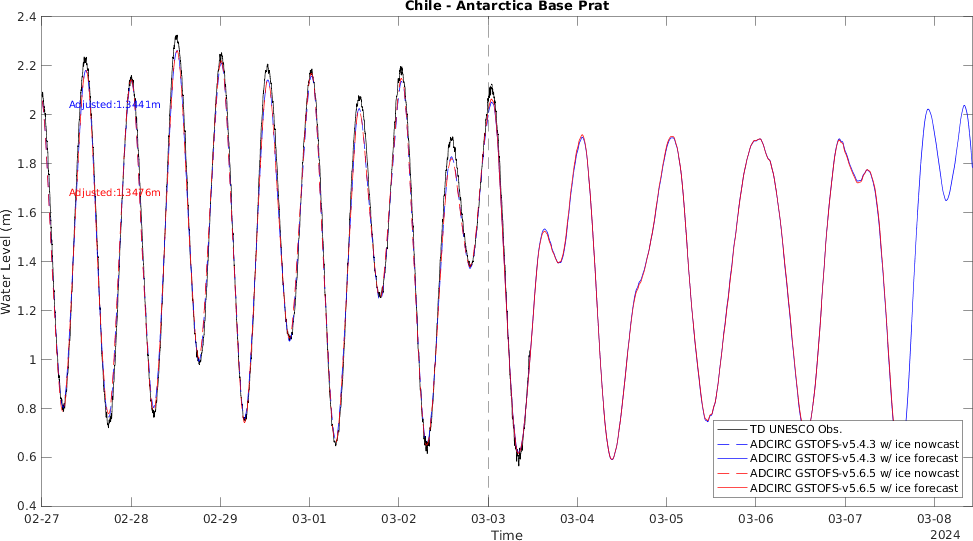 Chile - Antarctica Base Prat
2.4
2.2
2
1.8
1.6
1.4
1.2
1
0.8
0.6
0.4
Water Level (m)
Adjusted:1.3441m
Adjusted:1.3476m
TD UNESCO Obs.
ADCIRC GSTOFS-v5.4.3 w/ ice nowcast
ADCIRC GSTOFS-v5.4.3 w/ ice forecast
ADCIRC GSTOFS-v5.6.5 w/ ice nowcast
ADCIRC GSTOFS-v5.6.5 w/ ice forecast
02-27 02-28 02-29 03-01 03-02 03-03 03-04 03-05 03-06 03-07 03-08
Time
2024